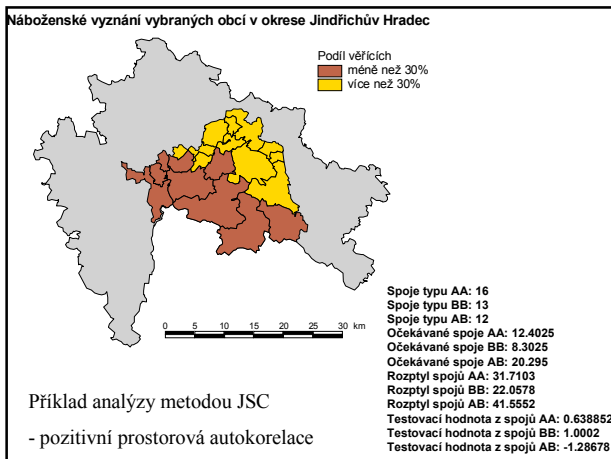 Náboženské vyznání vybraných obcí v okrese Jindřichův Hradec
Podíl věřících
méně než 30%
více než 30%
0 5 10 15 20 25 30 km
Spoje typu AA: 16
Spoje typu BB: 13
Spoje typu AB: 12
Očekávané spoje AA: 12.4025
Očekávané spoje BB: 8.3025
Očekávané spoje AB: 20.295
Rozptyl spojů AA: 31.7103
Rozptyl spojů BB: 22.0578
Rozptyl spojů AB: 41.5552
Testovací hodnota z spojů AA: 0.638852
Testovací hodnota z spojů BB: 1.0002
Testovací hodnota z spojů AB: -1.28678
Příklad analýzy metodou JSC
- pozitivní prostorová autokorelace